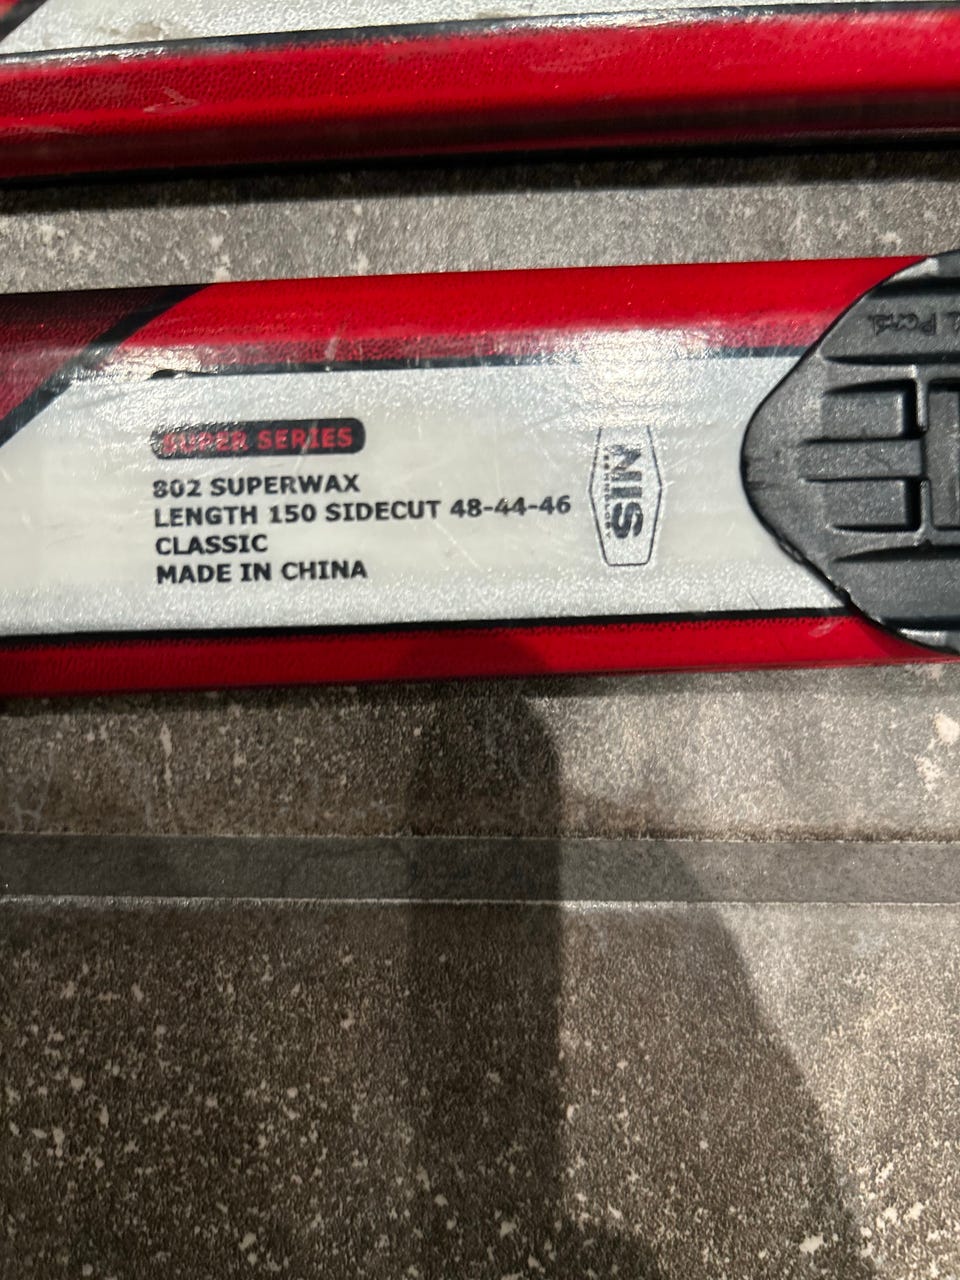 SUPER SERIES
802 SUPERWAX
LENGTH 150 SIDECUT 48-44-46
CLASSIC
MADE IN CHINA
NIS